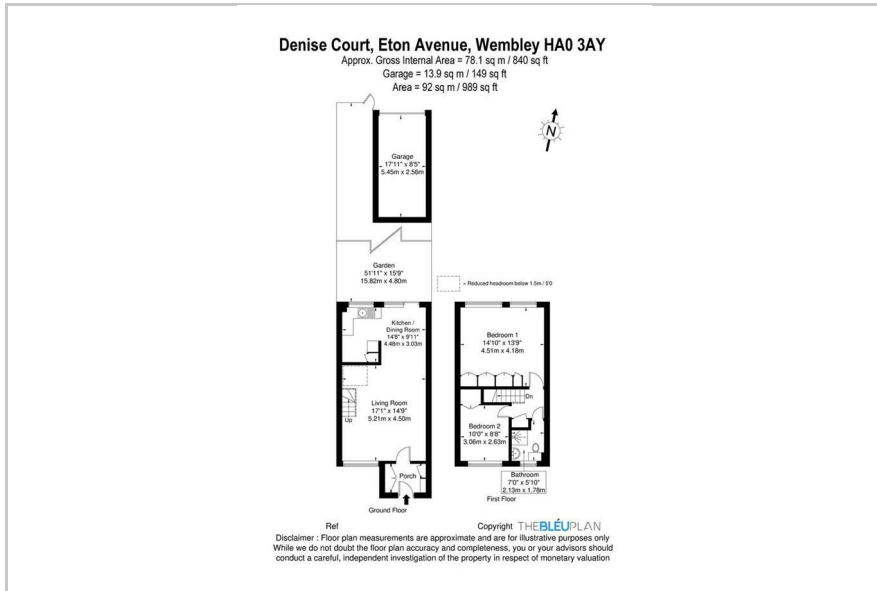 Denise Court, Eton Avenue, Wembley HA0 3AY
Approx. Gross Internal Area = 78.1 sq m / 840 sq ft
Garage = 13.9 sq m / 149 sq ft
Area = 92 sq m / 989 sq ft
N
Garage
17'11" x 8'5"
5.45m x 2.56m
Garden
51'11" x 15'9"
15.82m x 4.80m
= Reduced headroom below 1.5m / 5'0
Kitchen /
Dining Room
14'8" x 9'11"
4.48m x 3.03m
Living Room
17'1" x 14'9"
5.21m x 4.50m
Up
Porch
Ground Floor
Bedroom 1
14'10" x 13'9"
4.51m x 4.18m
Dn
Bedroom 2
10'0" x 8'8"
3.06m x 2.63m
Bathroom
7'0" x 5'10"
2.13m x 1.78m
First Floor
Ref
Copyright THEBLÉUPLAN
Disclaimer : Floor plan measurements are approximate and are for illustrative purposes only
While we do not doubt the floor plan accuracy and completeness, you or your advisors should
conduct a careful, independent investigation of the property in respect of monetary valuation